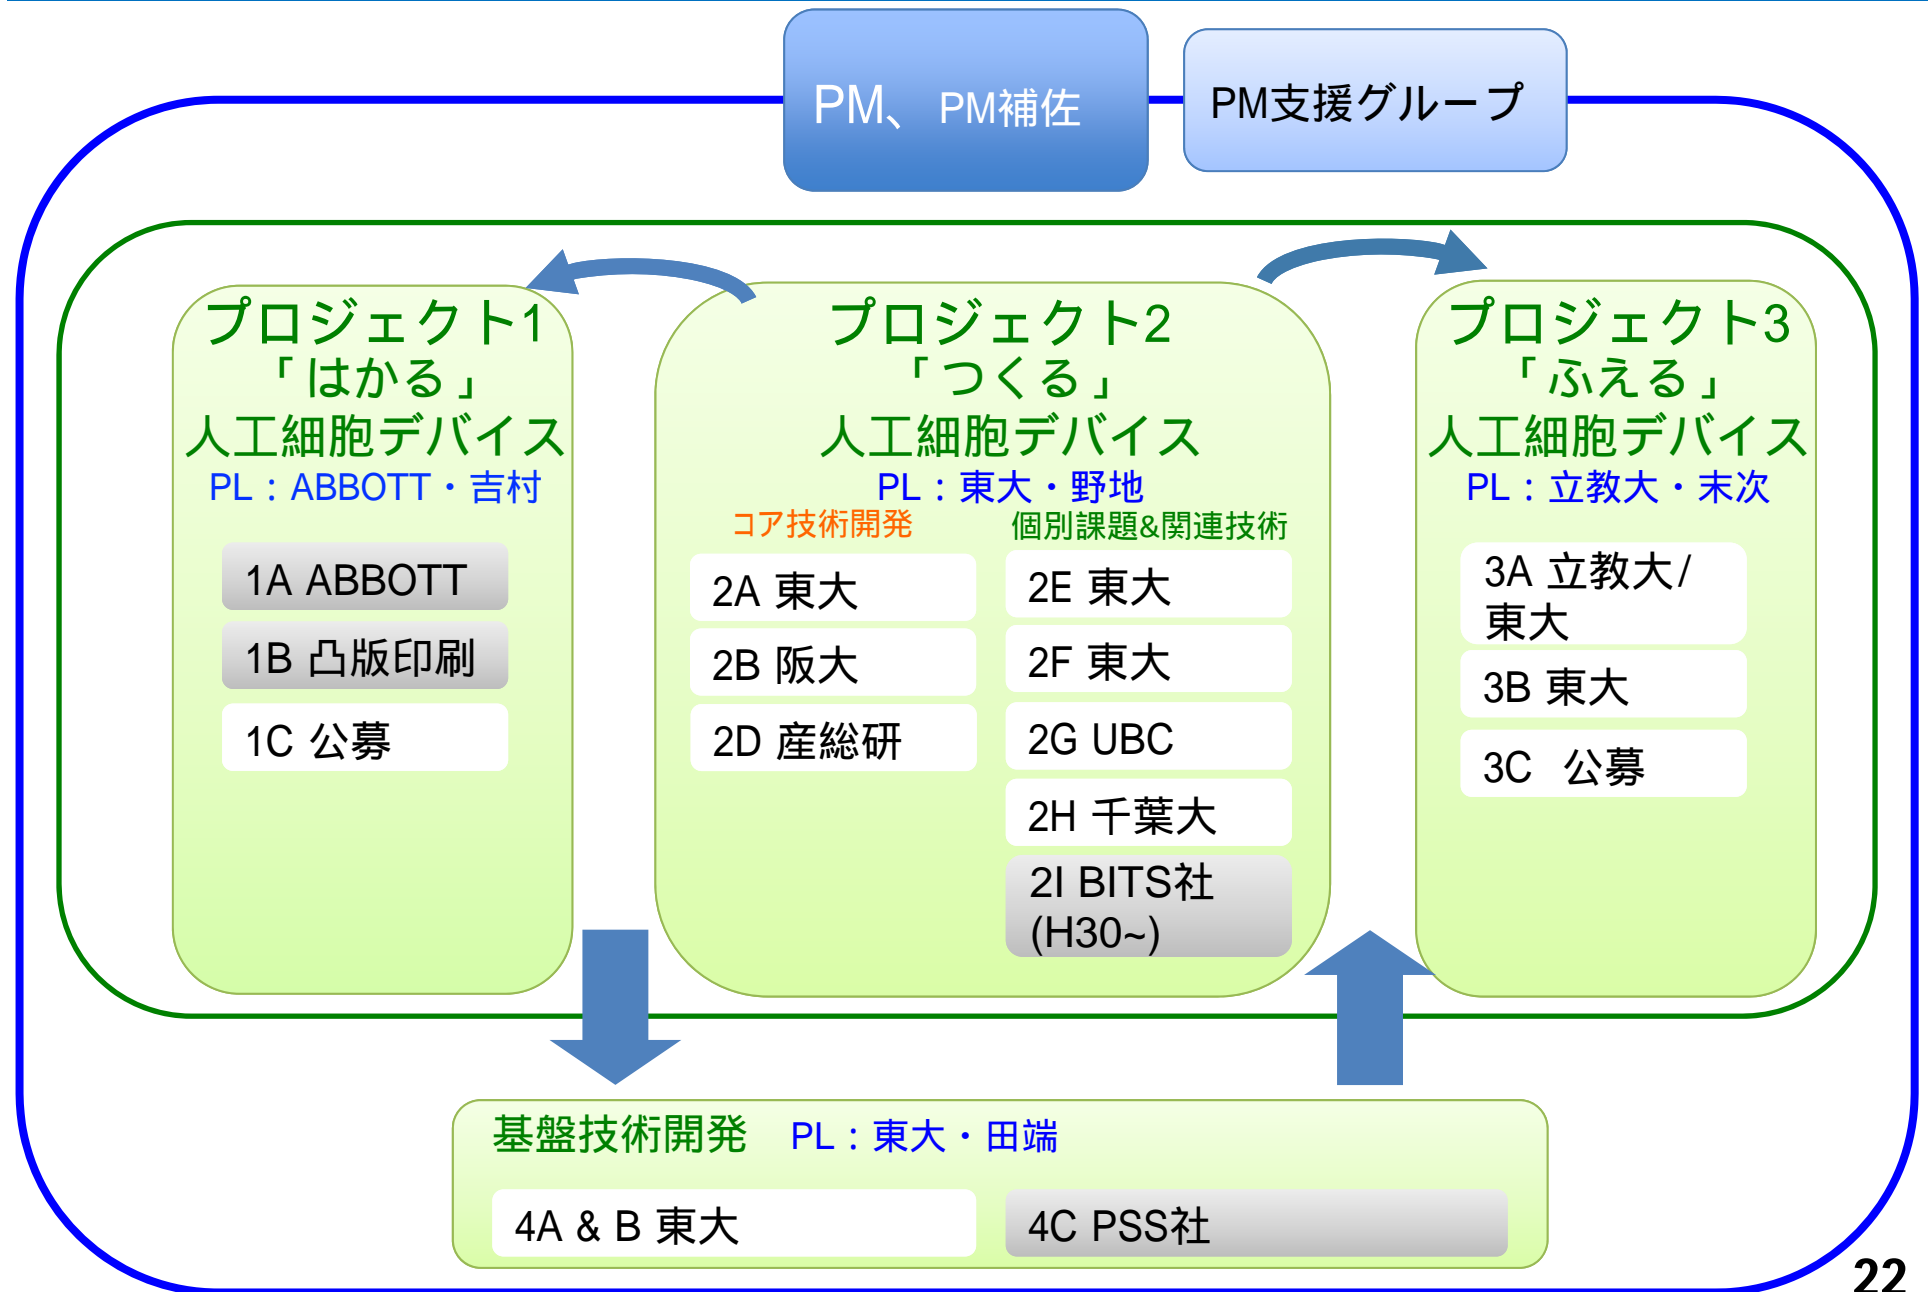 PM、 PM補佐
PM支援グループ
プロジェクト1
「はかる」
人工細胞デバイス
PL：ABBOTT・吉村
1A ABBOTT
1B 凸版印刷
1C 公募
プロジェクト2
「つくる」
人工細胞デバイス
PL：東大・野地
コア技術開発
2A 東大
2B 阪大
2D 産総研
個別課題&関連技術
2E 東大
2F 東大
2G UBC
2H 千葉大
2I BITS社
(H30~)
プロジェクト3
「ふえる」
人工細胞デバイス
PL：立教大・末次
3A 立教大/
東大
3B 東大
3C 公募
基盤技術開発 PL：東大・田端
4A & B 東大
4C PSS社
22